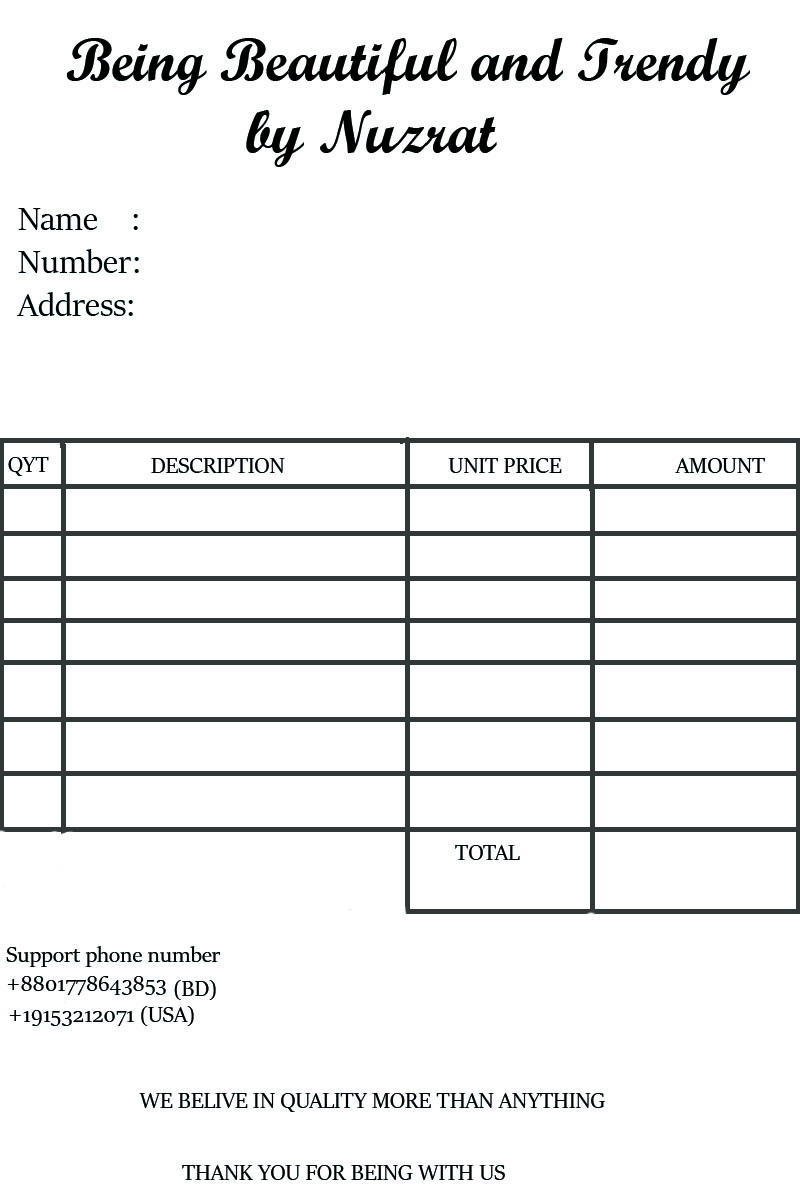 Being Beautiful and Trendy
by Nuzrat
Name :
Number:
Address:
QYT DESCRIPTION UNIT PRICE AMOUNT
TOTAL
Support phone number
+8801778643853 (BD)
+19153212071 (USA)
WE BELIVE IN QUALITY MORE THAN ANYTHING
THANK YOU FOR BEING WITH US